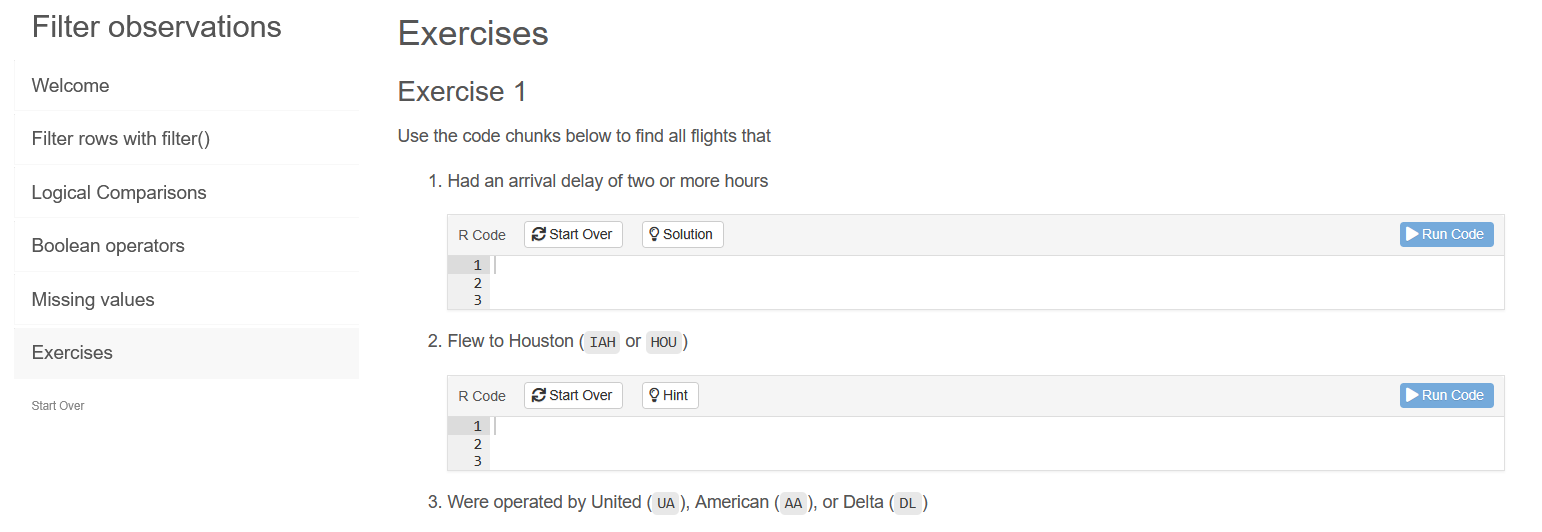 Filter observations
Welcome
Filter rows with filter()
Logical Comparisons
Boolean operators
Missing values
Exercises
Start Over
Exercises
Exercise 1
Use the code chunks below to find all flights that
1. Had an arrival delay of two or more hours
R Code Start Over Solution Run Code
1
2
3
2. Flew to Houston (IAH or HOU)
R Code Start Over Hint Run Code
1
2
3
3. Were operated by United (UA), American (AA), or Delta (DL)